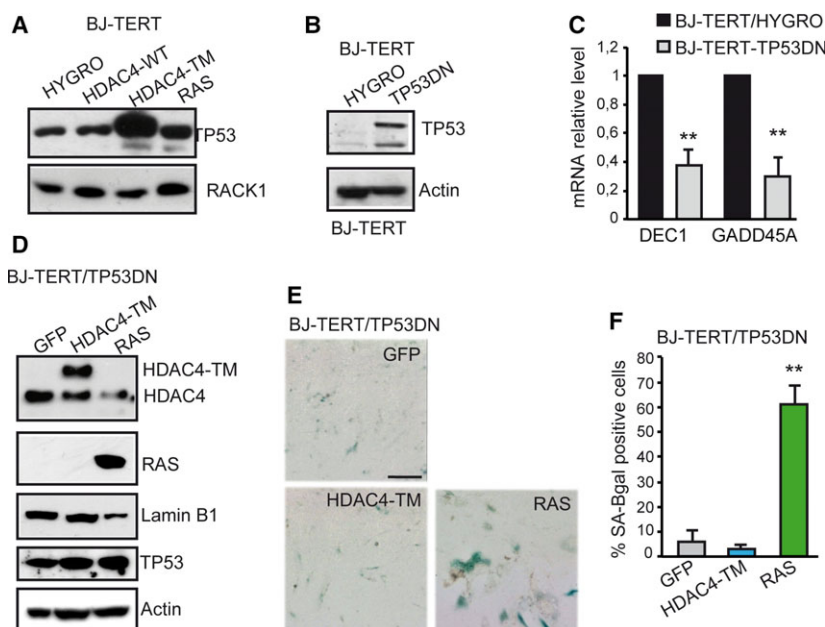 A
BJ-TERT
HYGRO
HDAC4-WT
HDAC4-TM
RAS
TP53
RACK1
B
BJ-TERT
HYGRO
TP53DN
TP53
Actin
BJ-TERT
C
BJ-TERT/HYGRO
BJ-TERT-TP53DN
mRNA relative level
1,2
1
0,8
0,6
0,4
0,2
0
**
**
DEC1
GADD45A
D
BJ-TERT/TP53DN
GFP
HDAC4-TM
RAS
HDAC4-TM
HDAC4
RAS
Lamin B1
TP53
Actin
E
BJ-TERT/TP53DN
GFP
HDAC4-TM
RAS
F
BJ-TERT/TP53DN
% SA-Bgal positive cells
80
70
60
50
40
30
20
10
0
**
GFP
HDAC4-TM
RAS